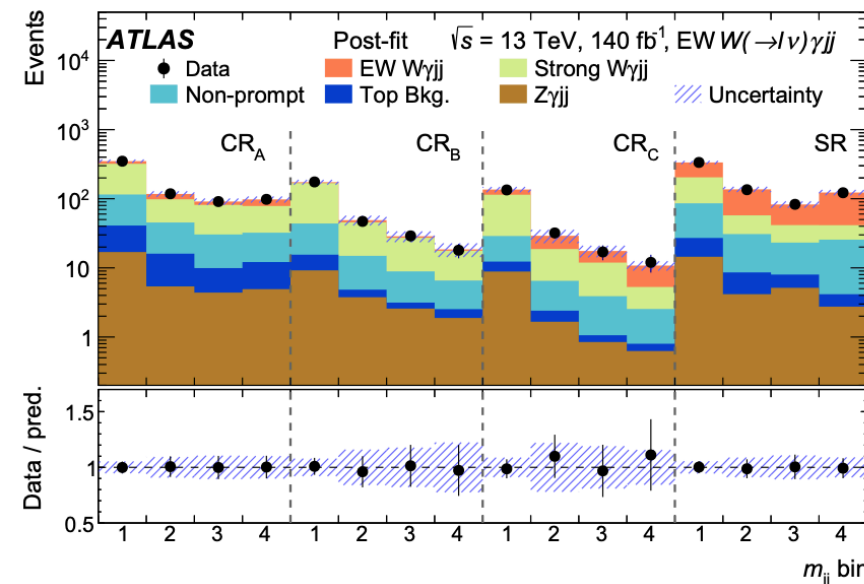 Events
ATLAS Post-fit √s = 13 TeV, 140 fb⁻¹, EW W(→lν)γjj
Data EW Wγjj Strong Wγjj
Non-prompt Top Bkg. Zγjj Uncertainty
CR_A CR_B CR_C SR
10⁴
10³
10²
10
1
Data / pred.
1.5
1
0.5
1 2 3 4 1 2 3 4 1 2 3 4 1 2 3 4
m_jj bin